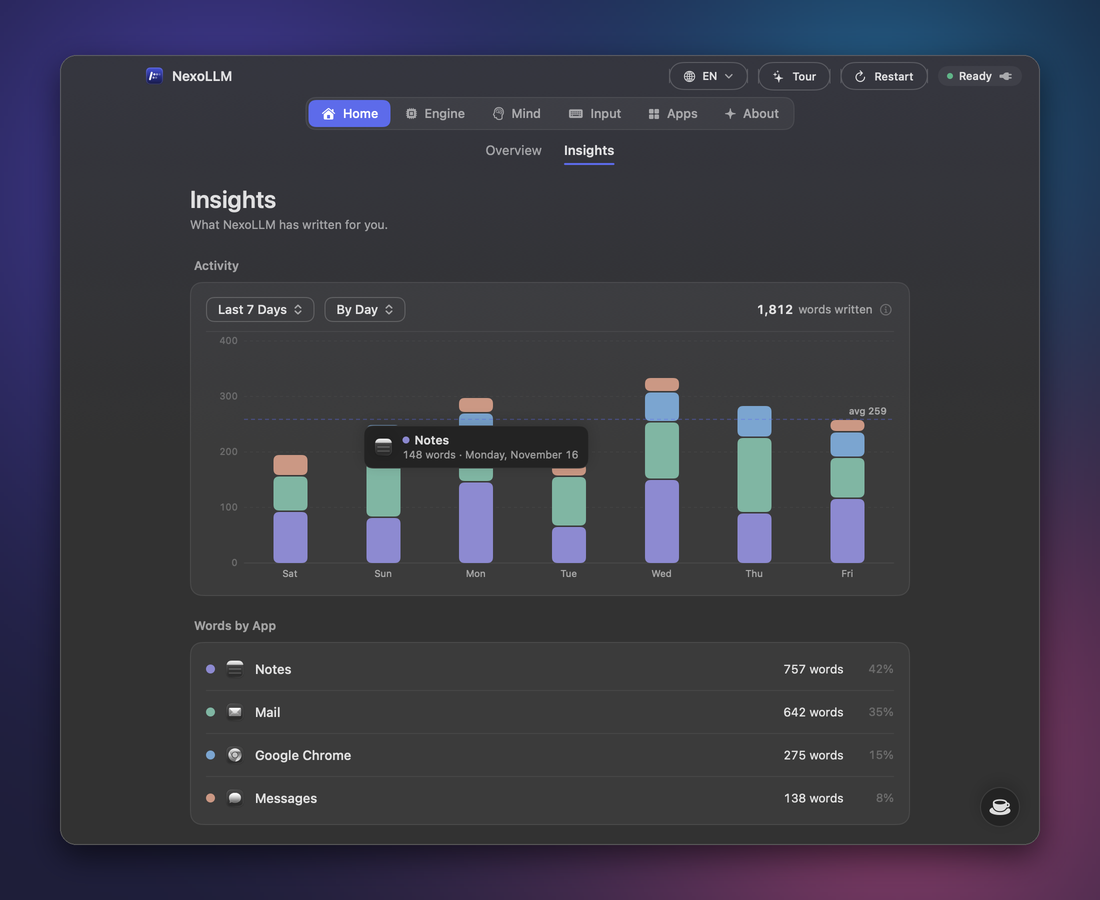 NexoLLM
EN
Tour
Restart
Ready
Home
Engine
Mind
Input
Apps
About
Overview
Insights
Insights
What NexoLLM has written for you.
Activity
Last 7 Days
By Day
1,812 words written
400
300
200
100
0
avg 259
Notes
148 words · Monday, November 16
Sat
Sun
Mon
Tue
Wed
Thu
Fri
Words by App
Notes 757 words 42%
Mail 642 words 35%
Google Chrome 275 words 15%
Messages 138 words 8%